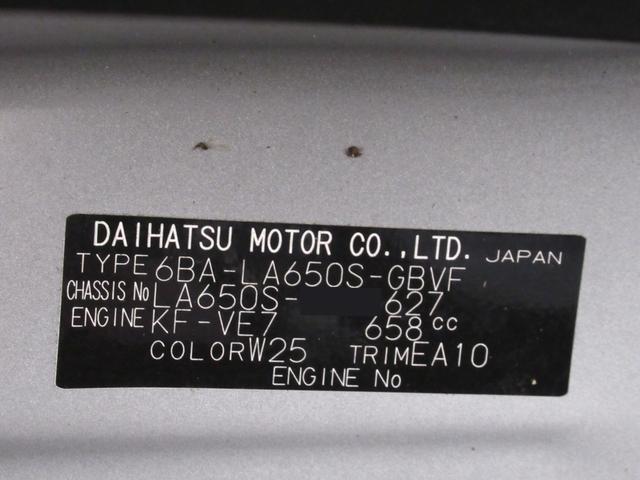 DAIHATSU MOTOR CO.,LTD. JAPAN
TYPE 6BA-LA650S-GBVF
CHASSIS No LA650S- 627
ENGINE KF-VE7 658cc
COLOR W25 TRIM EA10
ENGINE No